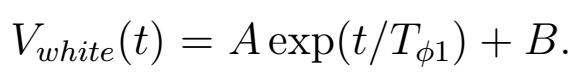 V_{white}(t) = A exp(t/T_{ϕ1}) + B.